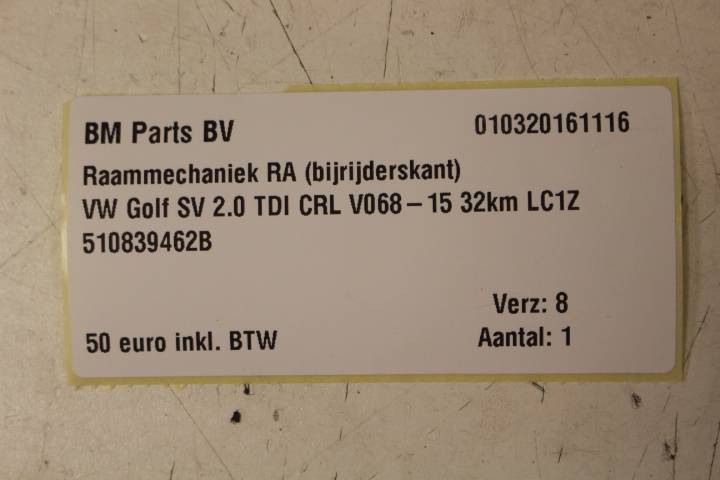 BM Parts BV 010320161116
Raammechaniek RA (bijrijderskant)
VW Golf SV 2.0 TDI CRL V068 – 15 32km LC1Z
510839462B
Verz: 8
50 euro inkl. BTW Aantal: 1